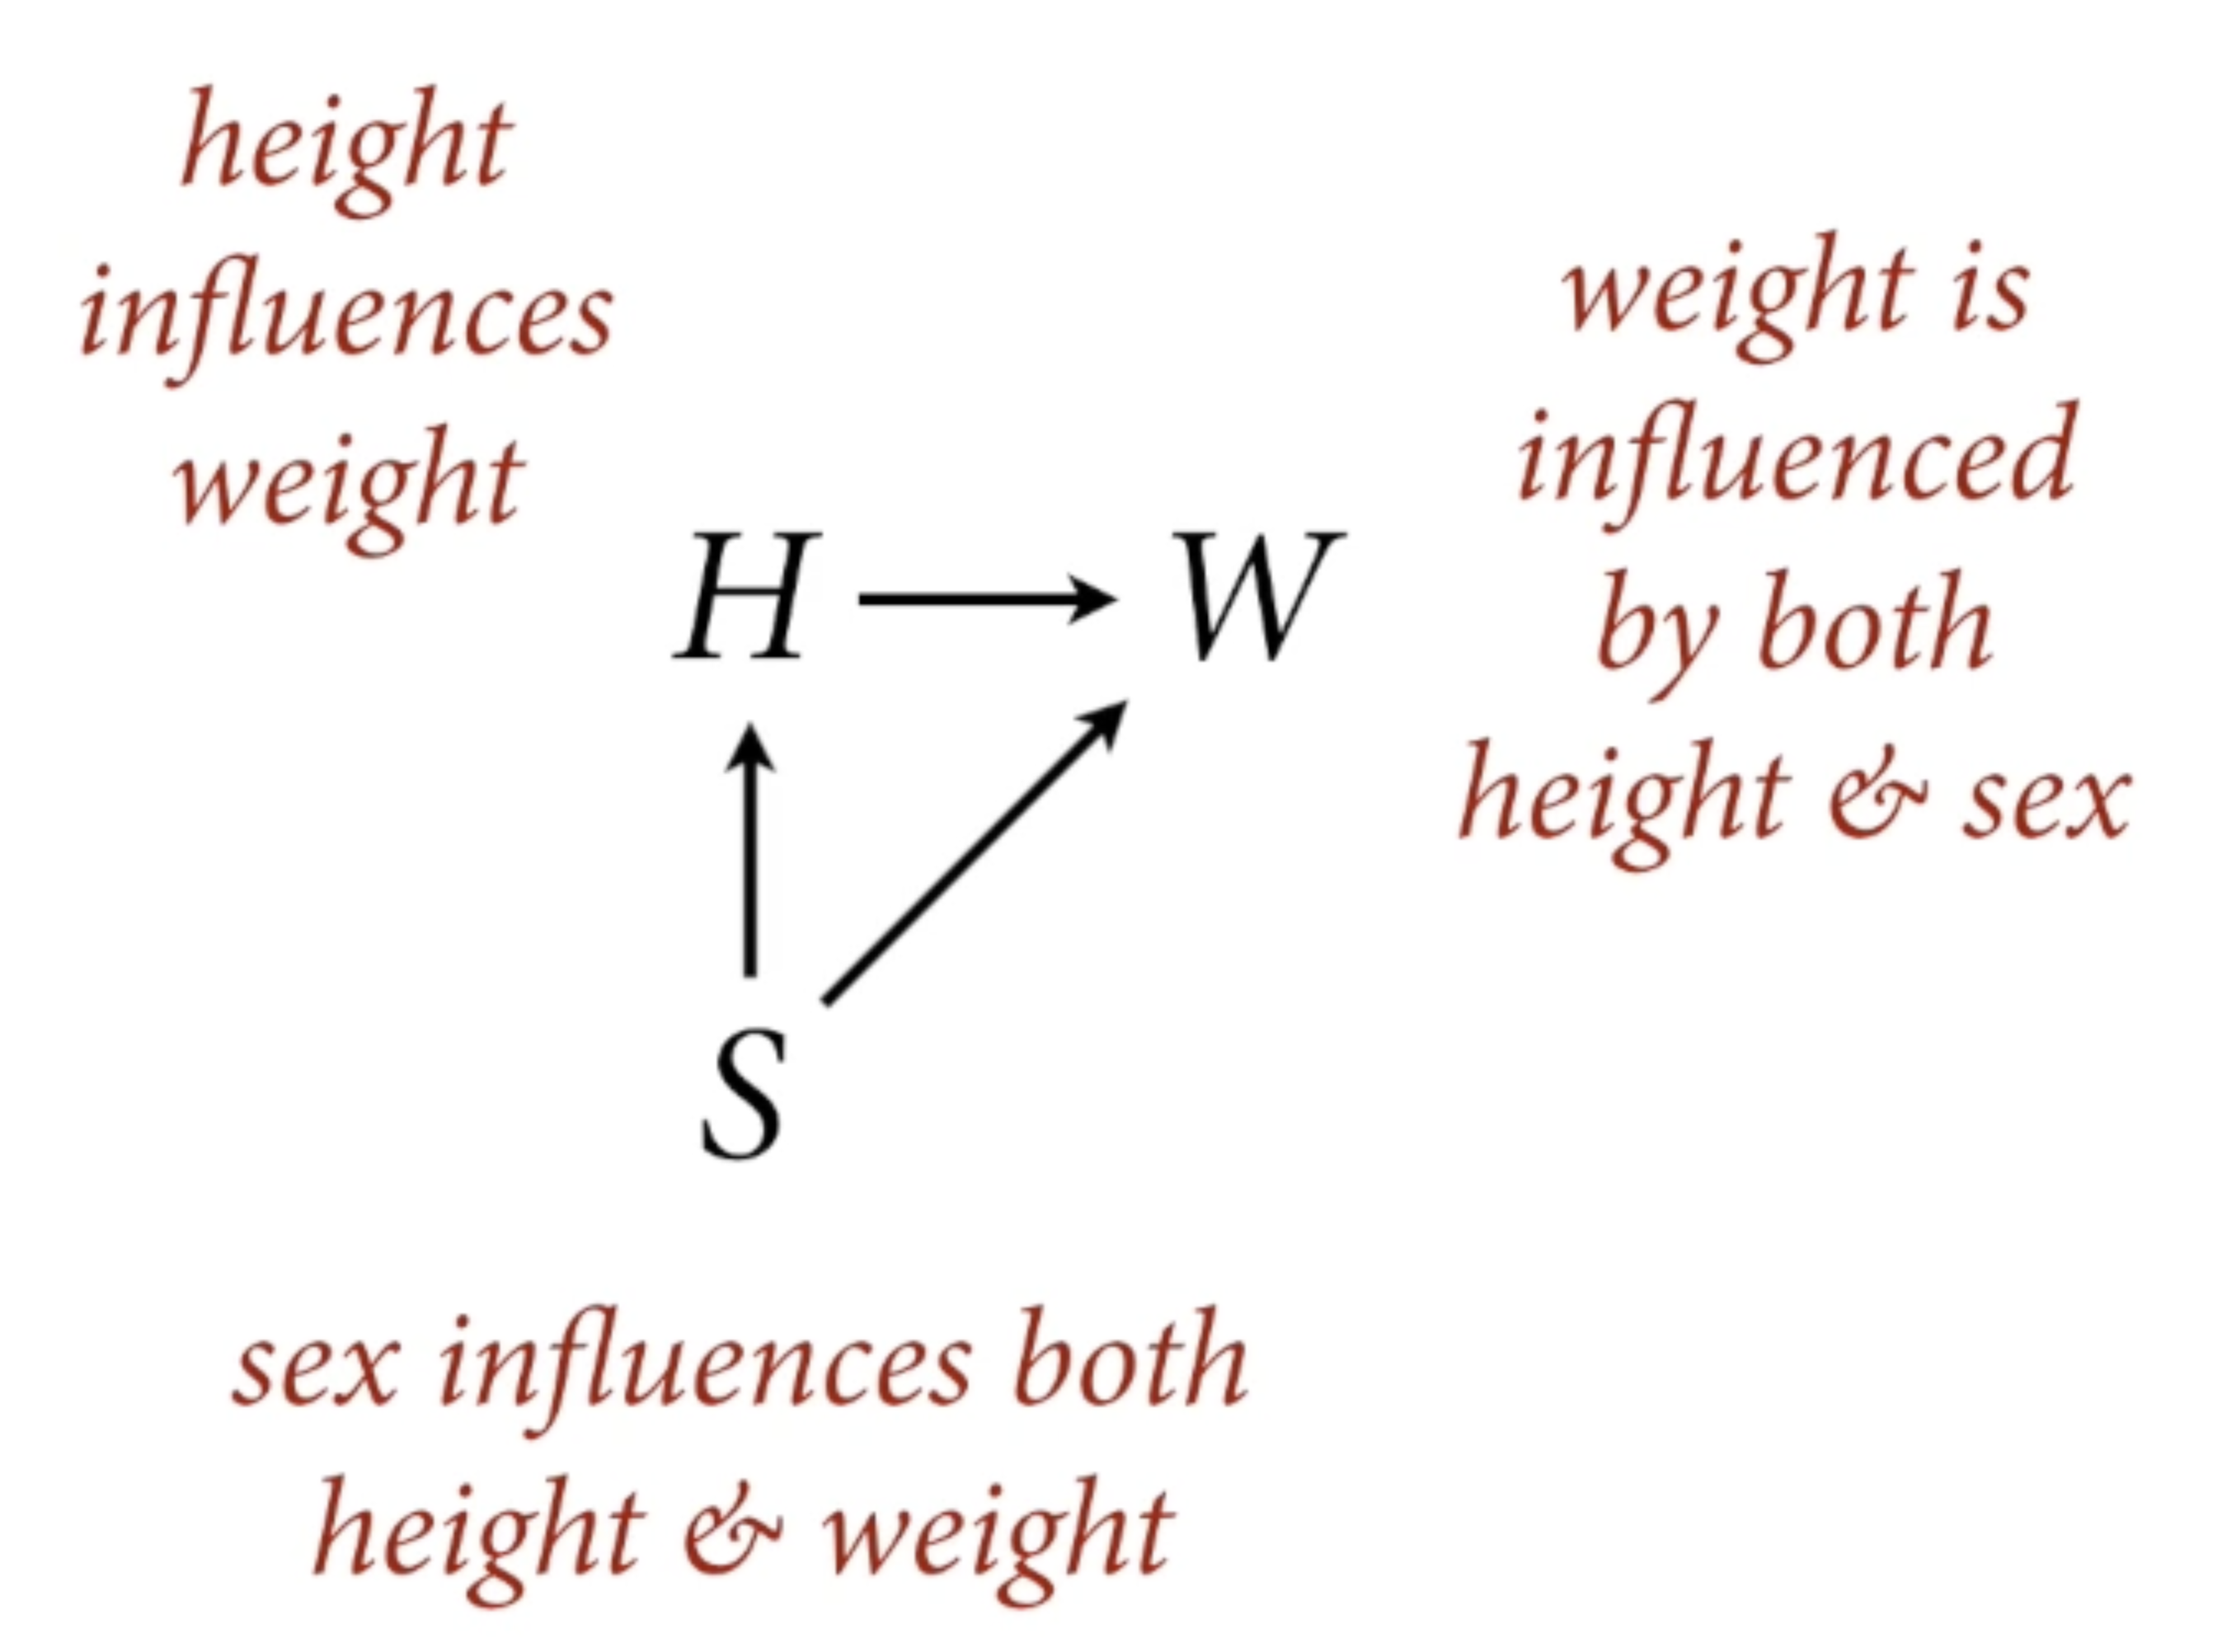 height
influences
weight
weight is
influenced
by both
height & sex
H
W
S
sex influences both
height & weight